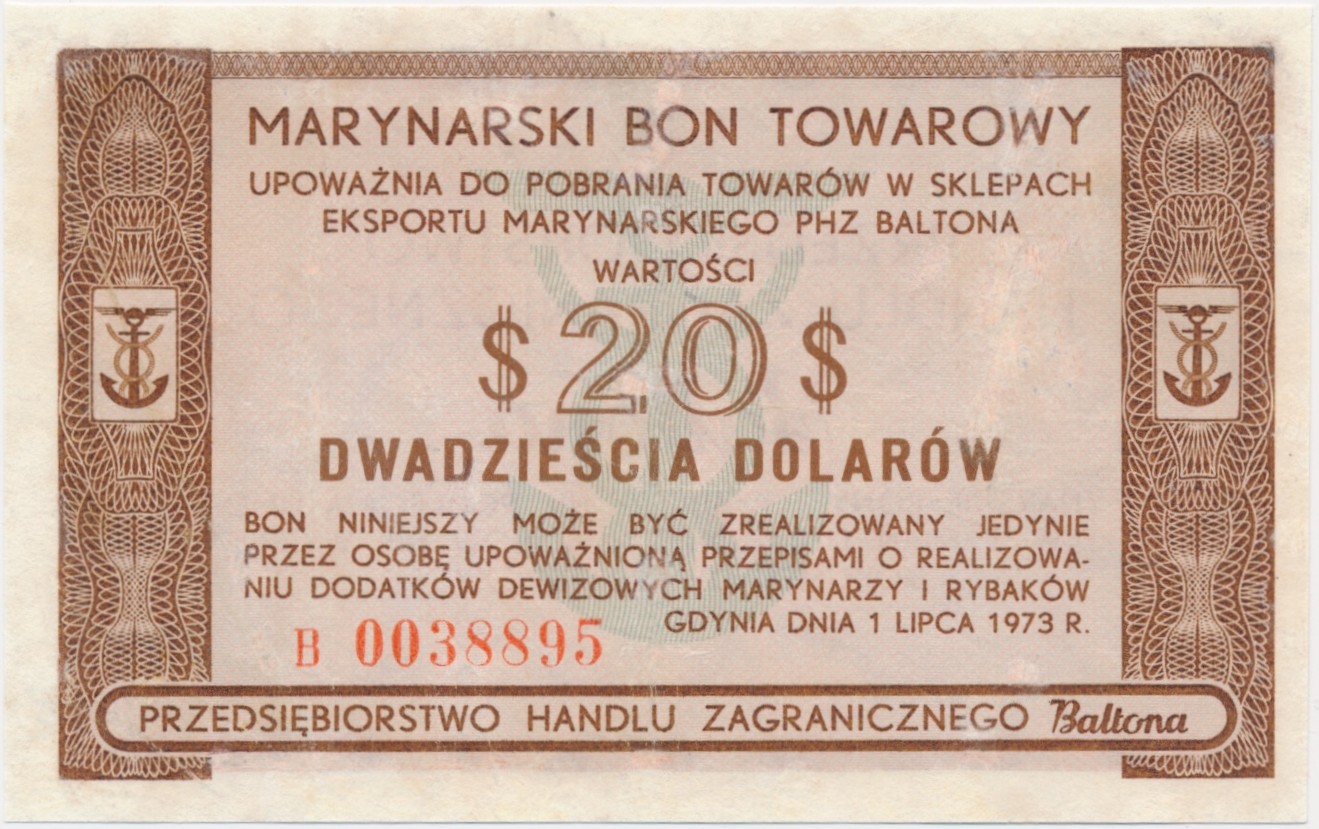 MARYNARSKI BON TOWAROWY
UPOWAŻNIA DO POBRANIA TOWARÓW W SKLEPACH
EKSPORTU MARYNARSKIEGO PHZ BALTONA
WARTOŚCI
$ 20 $
DWADZIEŚCIA DOLARÓW
BON NINIEJSZY MOŻE BYĆ ZREALIZOWANY JEDYNIE
PRZEZ OSOBĘ UPOWAŻNIONĄ PRZEPISAMI O REALIZOWA-
NIU DODATKÓW DEWIZOWYCH MARYNARZY I RYBAKÓW
GDYNIA DNIA 1 LIPCA 1973 R.
B 0038895
PRZEDSIĘBIORSTWO HANDLU ZAGRANICZNEGO Baltona